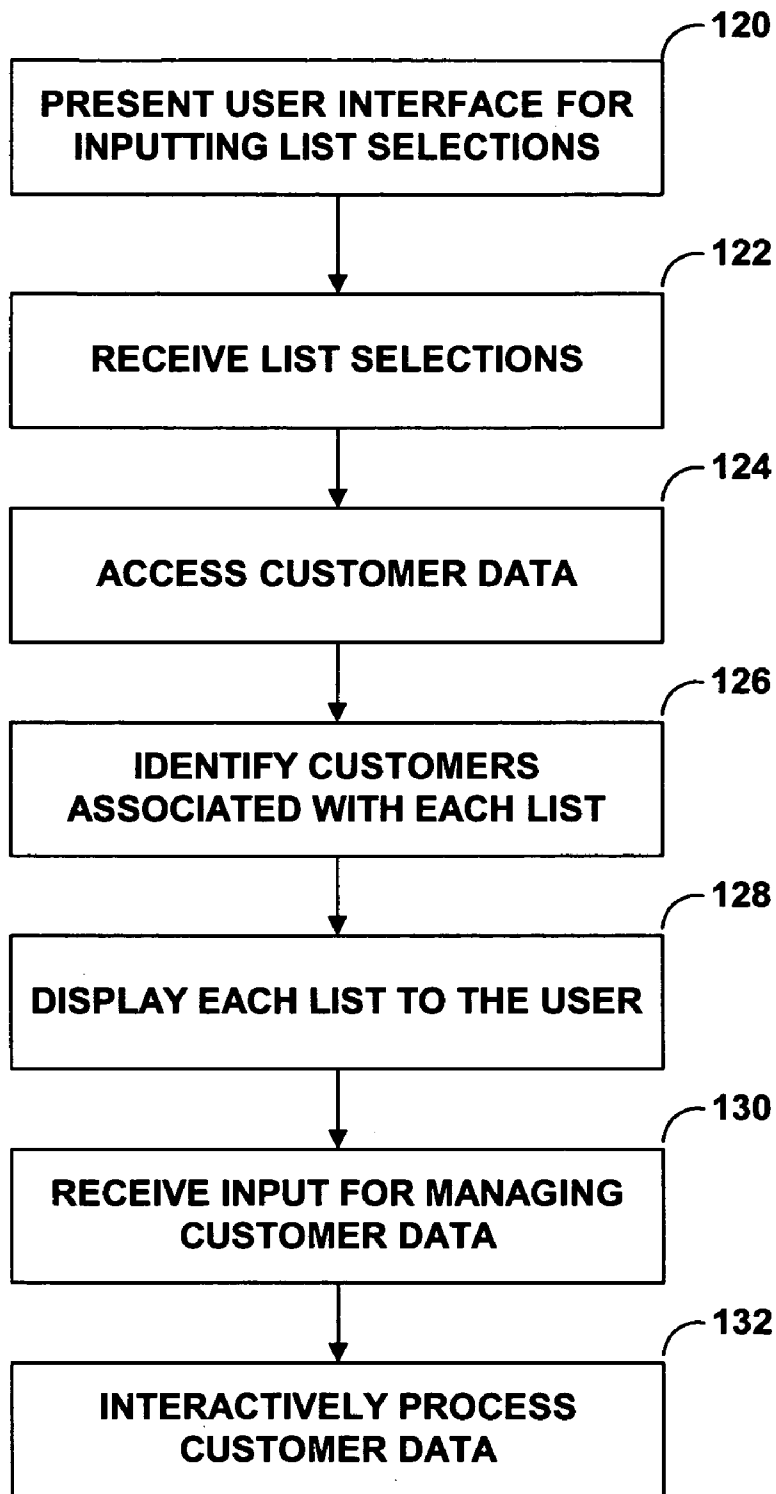 120
PRESENT USER INTERFACE FOR
INPUTTING LIST SELECTIONS
122
RECEIVE LIST SELECTIONS
124
ACCESS CUSTOMER DATA
126
IDENTIFY CUSTOMERS
ASSOCIATED WITH EACH LIST
128
DISPLAY EACH LIST TO THE USER
130
RECEIVE INPUT FOR MANAGING
CUSTOMER DATA
132
INTERACTIVELY PROCESS
CUSTOMER DATA